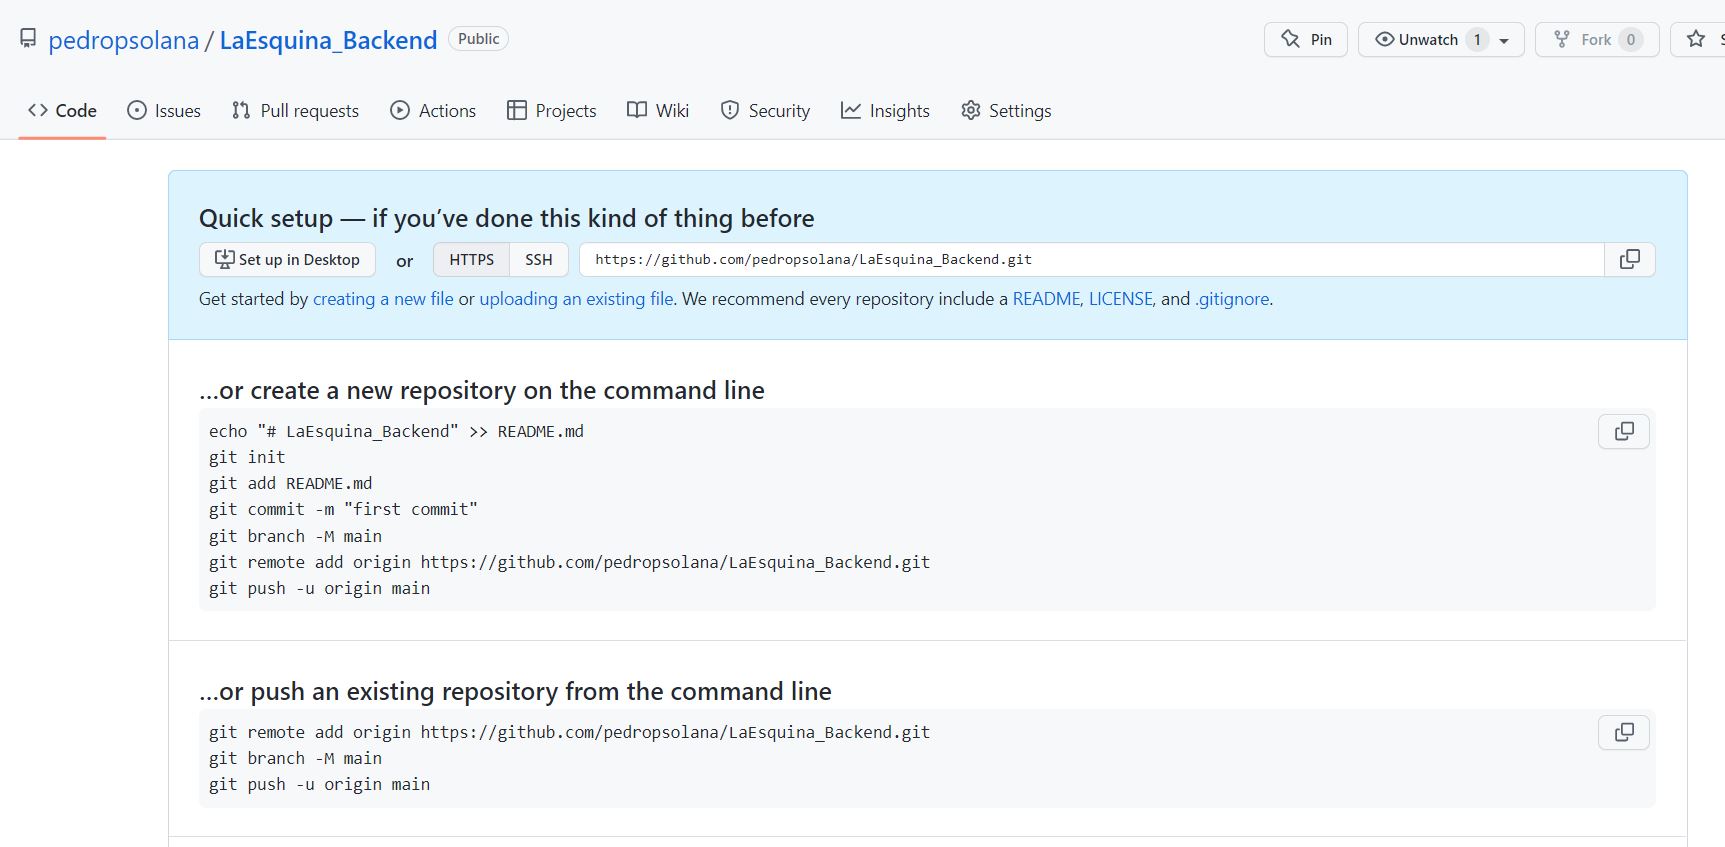 pedropsolana / LaEsquina_Backend Public
Pin
Unwatch 1
Fork 0
Code
Issues
Pull requests
Actions
Projects
Wiki
Security
Insights
Settings
Quick setup — if you’ve done this kind of thing before
Set up in Desktop or HTTPS SSH https://github.com/pedropsolana/LaEsquina_Backend.git
Get started by creating a new file or uploading an existing file. We recommend every repository include a README, LICENSE, and .gitignore.
…or create a new repository on the command line
echo "# LaEsquina_Backend" >> README.md
git init
git add README.md
git commit -m "first commit"
git branch -M main
git remote add origin https://github.com/pedropsolana/LaEsquina_Backend.git
git push -u origin main
…or push an existing repository from the command line
git remote add origin https://github.com/pedropsolana/LaEsquina_Backend.git
git branch -M main
git push -u origin main